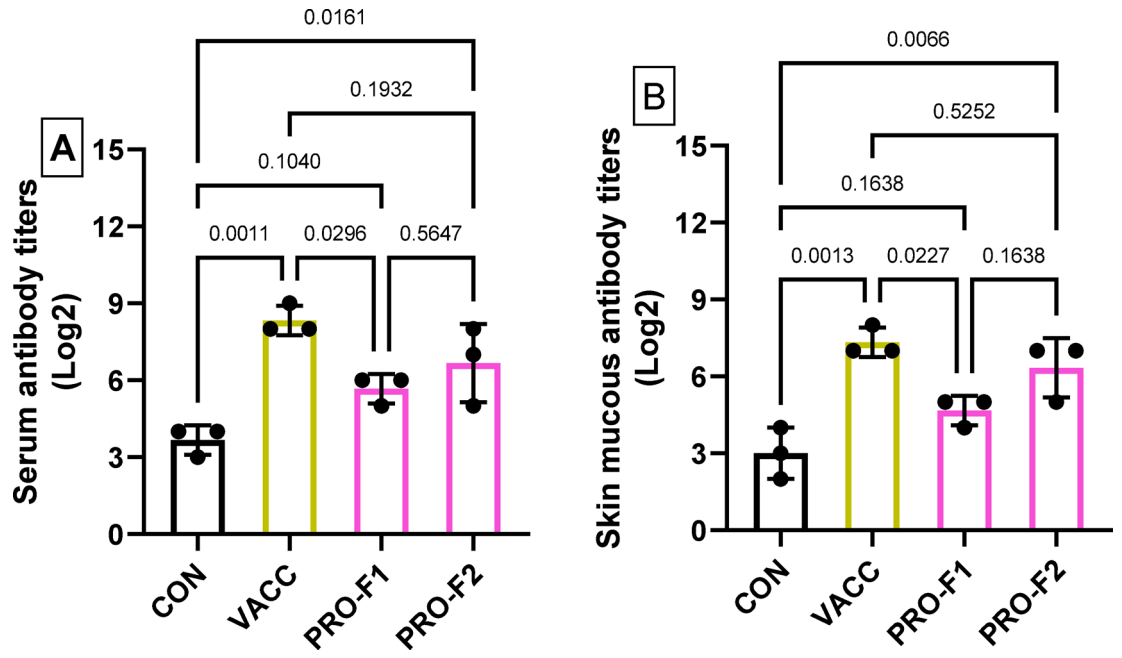 A
Serum antibody titers
(Log2)
15
12
9
6
3
0
0.0161
0.1932
0.1040
0.0011
0.0296
0.5647
CON
VACC
PRO-F1
PRO-F2
B
Skin mucous antibody titers
(Log2)
15
12
9
6
3
0
0.0066
0.5252
0.1638
0.0013
0.0227
0.1638
CON
VACC
PRO-F1
PRO-F2